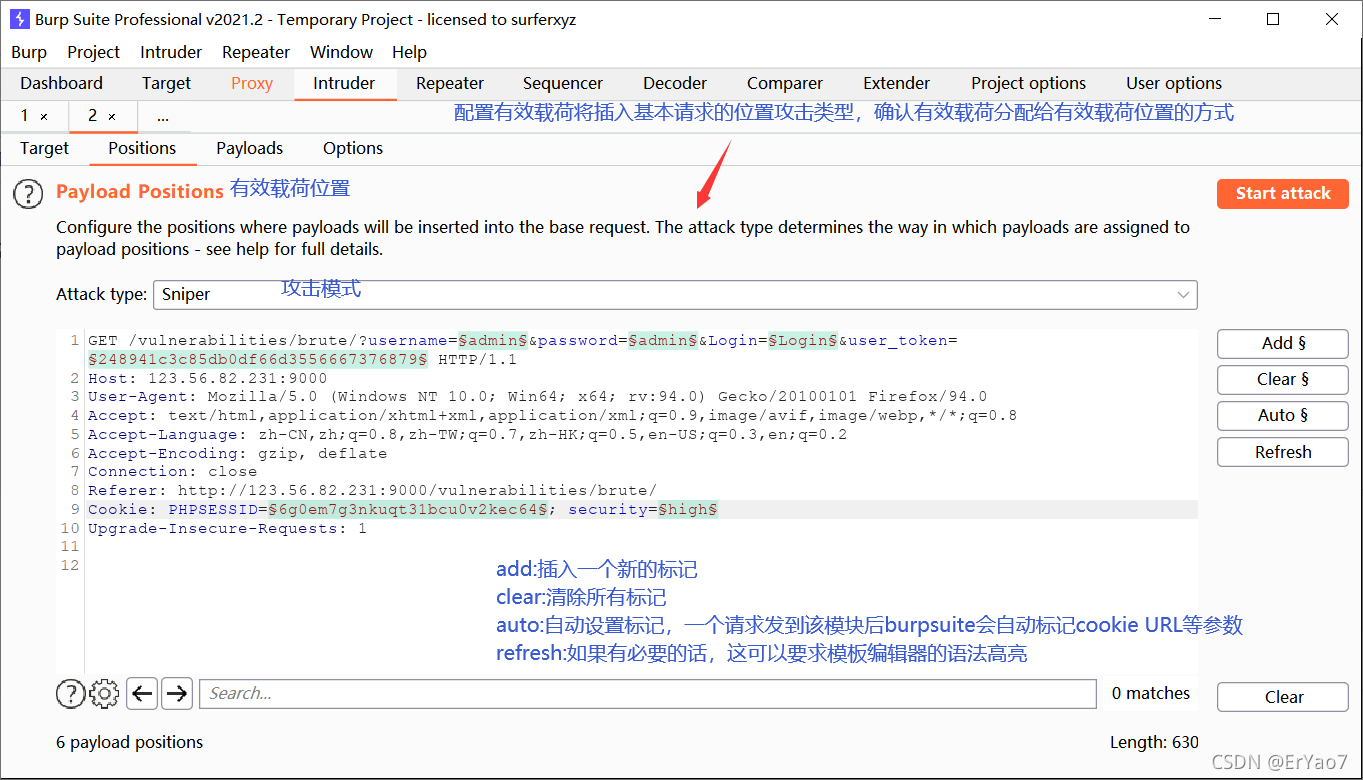 Burp Suite Professional v2021.2 - Temporary Project - licensed to surferxyz
Burp Project Intruder Repeater Window Help
Dashboard Target Proxy Intruder Repeater Sequencer Decoder Comparer Extender Project options User options
1 × 2 × ...
配置有效载荷将插入基本请求的位置攻击类型，确认有效载荷分配给有效载荷位置的方式
Target Positions Payloads Options
? Payload Positions 有效载荷位置 Start attack
Configure the positions where payloads will be inserted into the base request. The attack type determines the way in which payloads are assigned to
payload positions - see help for full details.
Attack type: Sniper 攻击模式
1 GET /vulnerabilities/brute/?username=§admin§&password=§admin§&Login=§Login§&user_token=
§248941c3c85db0df66d3556667376879§ HTTP/1.1
2 Host: 123.56.82.231:9000
3 User-Agent: Mozilla/5.0 (Windows NT 10.0; Win64; x64; rv:94.0) Gecko/20100101 Firefox/94.0
4 Accept: text/html,application/xhtml+xml,application/xml;q=0.9,image/avif,image/webp,*/*;q=0.8
5 Accept-Language: zh-CN,zh;q=0.8,zh-TW;q=0.7,zh-HK;q=0.5,en-US;q=0.3,en;q=0.2
6 Accept-Encoding: gzip, deflate
7 Connection: close
8 Referer: http://123.56.82.231:9000/vulnerabilities/brute/
9 Cookie: PHPSESSID=§6g0em7g3nkuqt31bcu0v2kec64§; security=§high§
10 Upgrade-Insecure-Requests: 1
11
12
Add §
Clear §
Auto §
Refresh
add:插入一个新的标记
clear:清除所有标记
auto:自动设置标记，一个请求发到该模块后burpsuite会自动标记cookie URL等参数
refresh:如果有必要的话，这可以要求模板编辑器的语法高亮
? Search... 0 matches Clear
6 payload positions Length: 630
CSDN @ErYao7